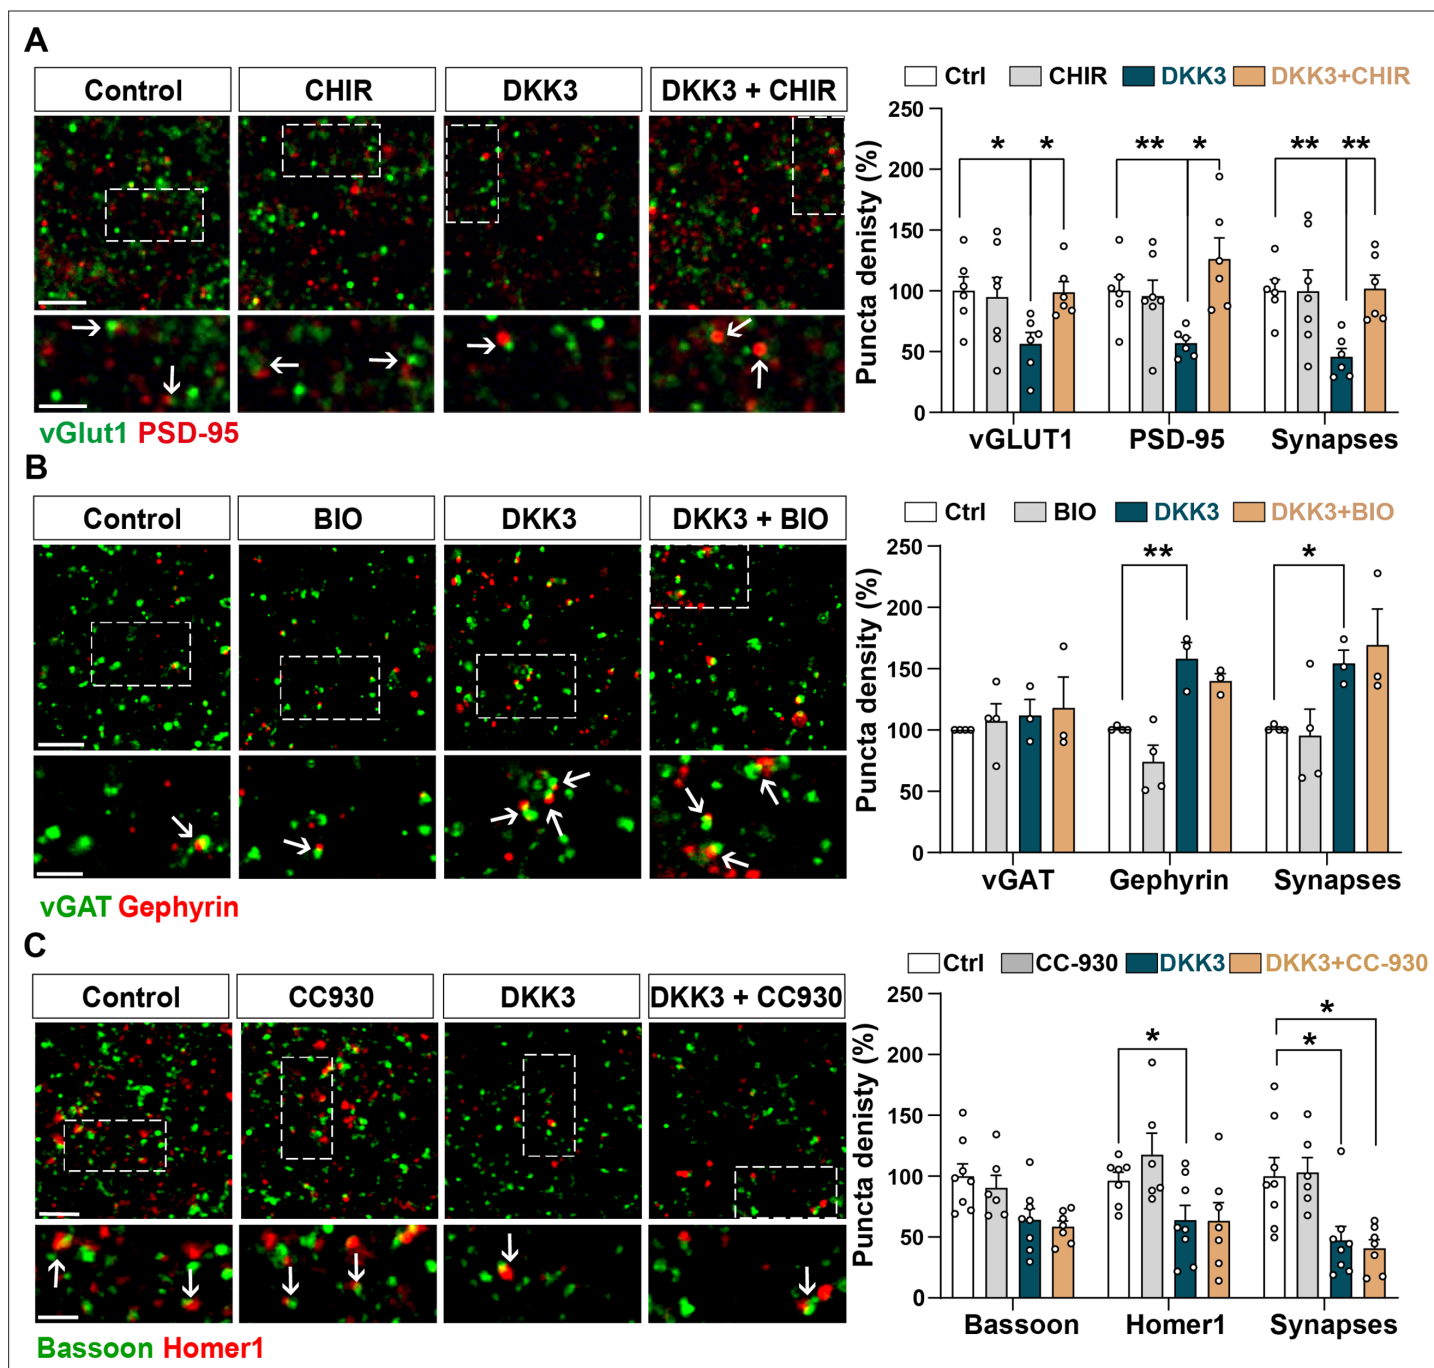 A
Control CHIR DKK3 DKK3 + CHIR
vGlut1 PSD-95
Ctrl CHIR DKK3 DKK3+CHIR
Puncta denisty (%)
250
200
150
100
50
0
* * ** * ** **
vGLUT1 PSD-95 Synapses
B
Control BIO DKK3 DKK3 + BIO
vGAT Gephyrin
Ctrl BIO DKK3 DKK3+BIO
Puncta density (%)
250
200
150
100
50
0
** *
vGAT Gephyrin Synapses
C
Control CC930 DKK3 DKK3 + CC930
Bassoon Homer1
Ctrl CC-930 DKK3 DKK3+CC-930
Puncta denisty (%)
250
200
150
100
50
0
* * *
Bassoon Homer1 Synapses